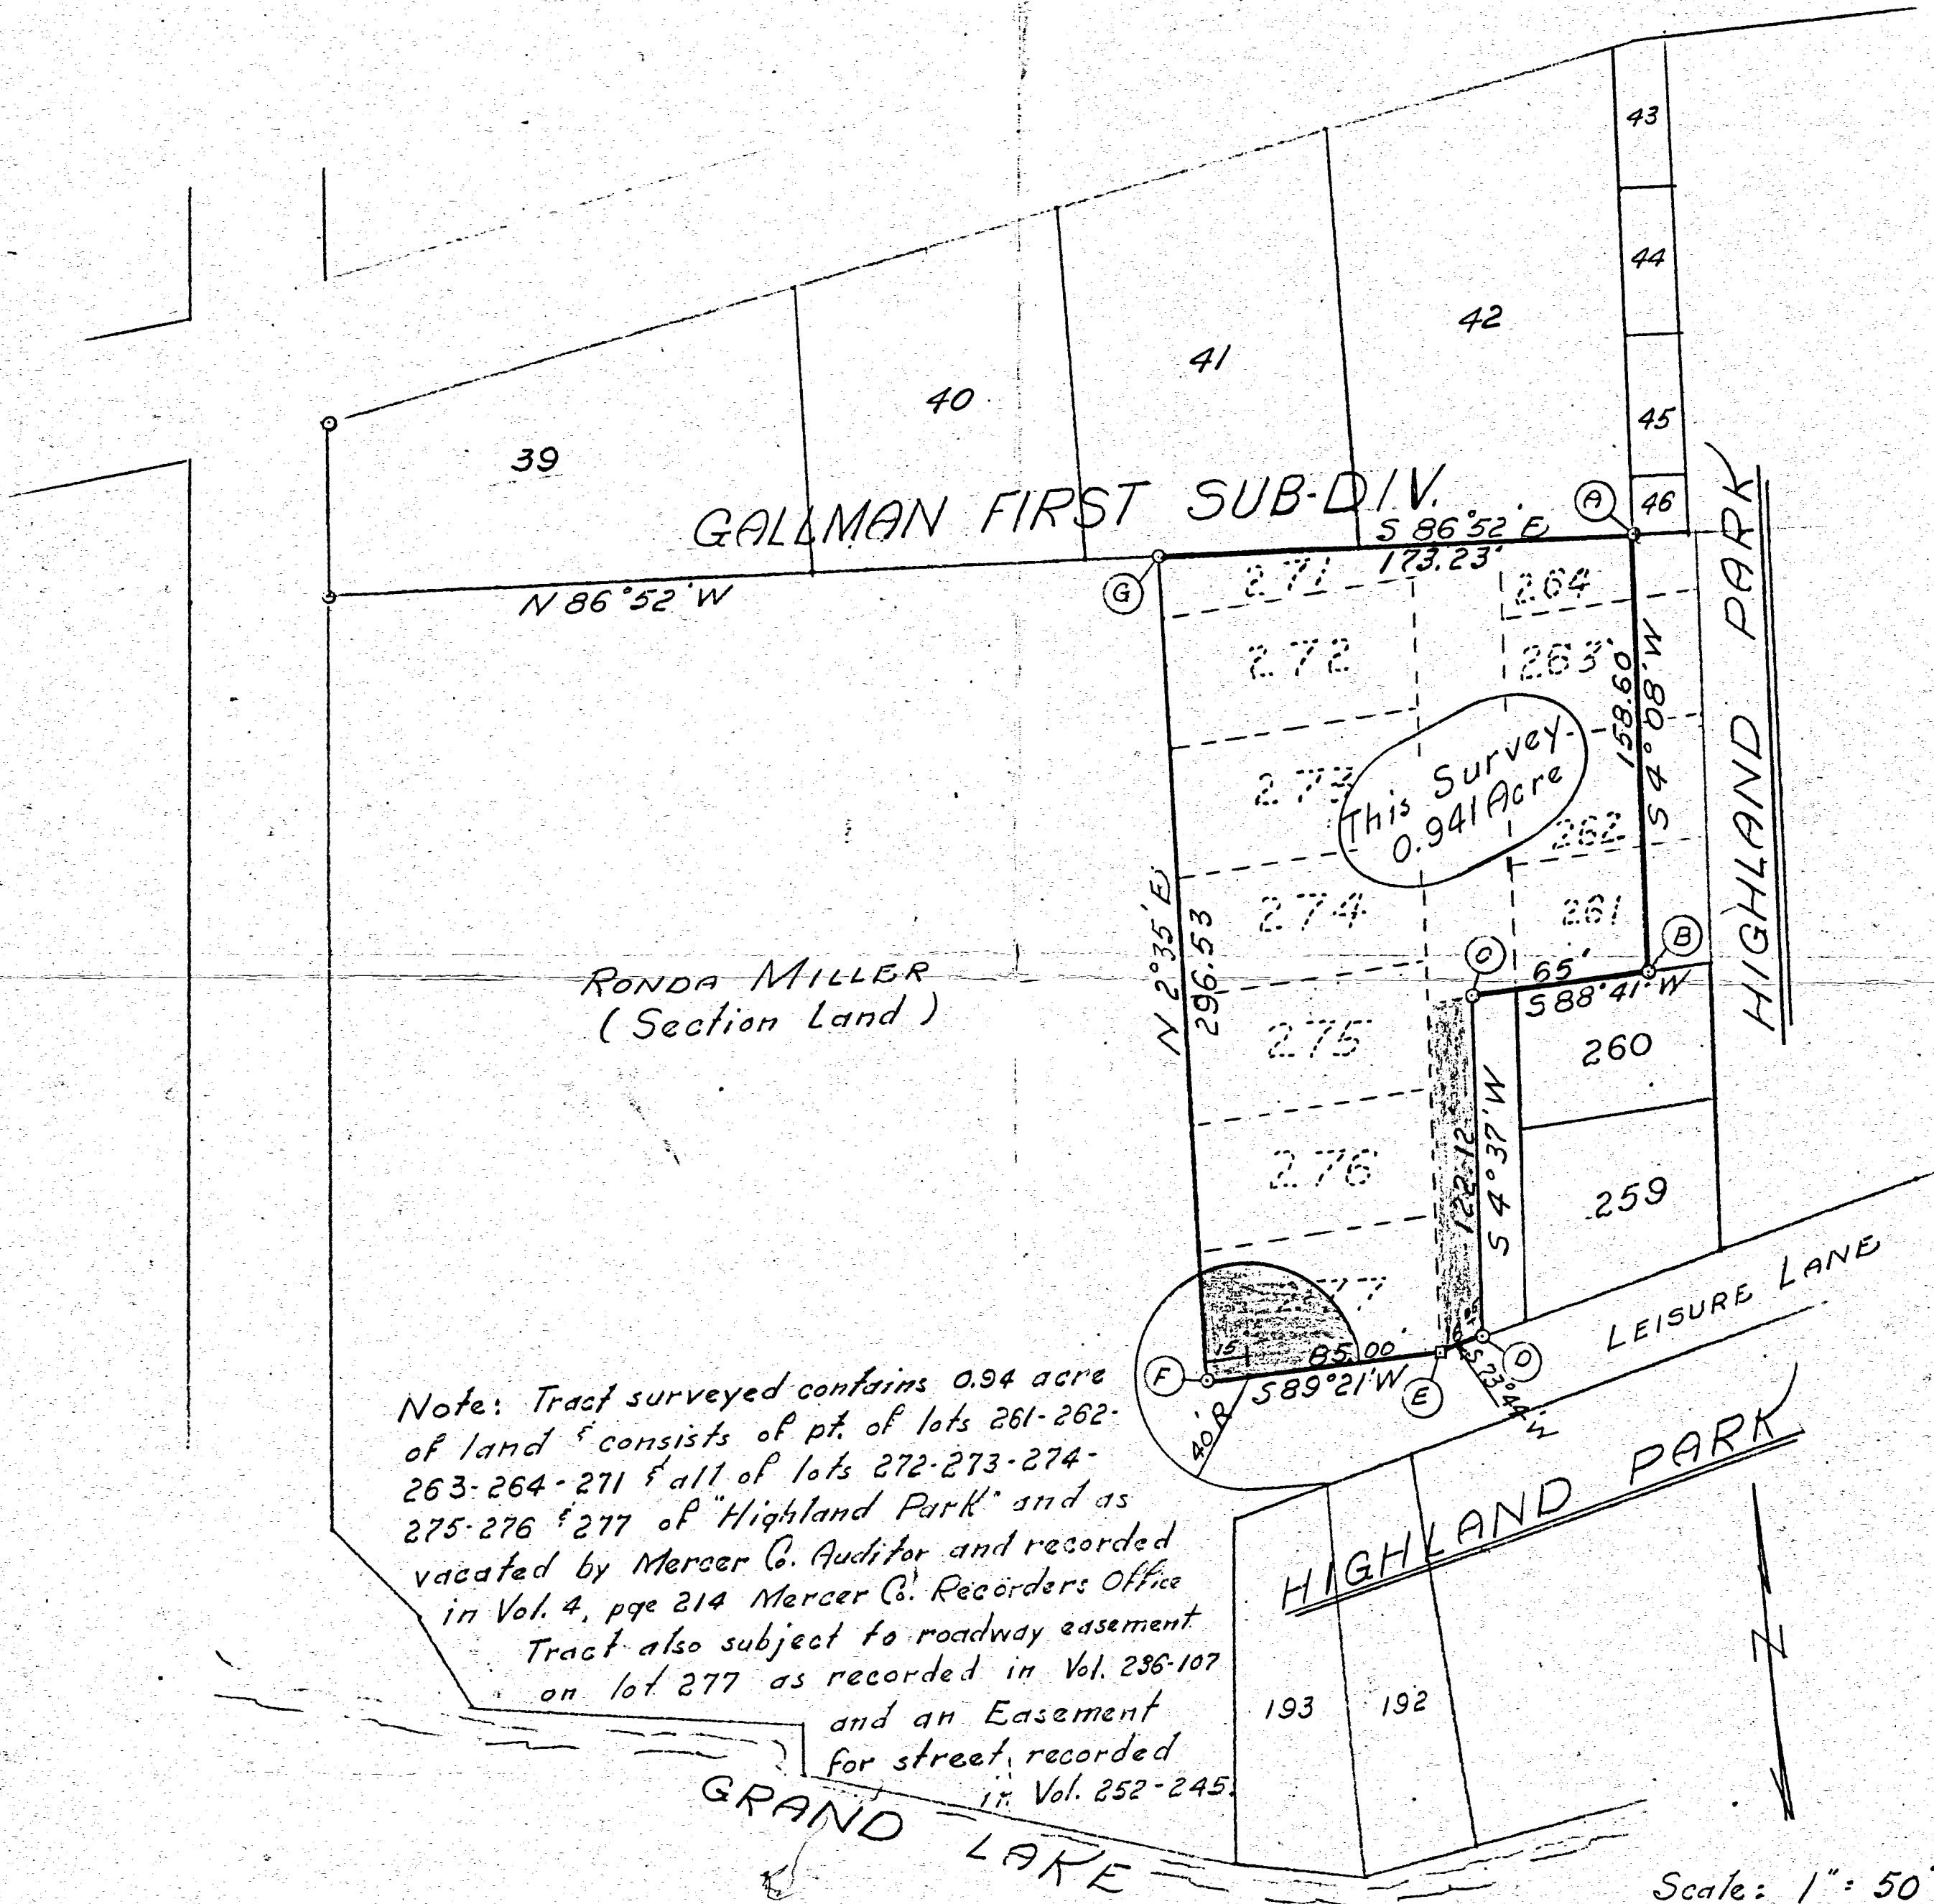 43
44
42
41
45
40
39
46
A
GALLMAN FIRST SUB-DIV.
S 86°52' E
173.23'
N 86°52' W
G
271
264
272
263
158.60'
S 4°08' W
HIGHLAND PARK
This Survey
0.941 Acre
273
262
274
261
B
N 2°35' E
296.53
65'
S 88°41' W
RONDA MILLER
(Section Land)
275
260
122.12
S 4°37' W
276
259
277
LEISURE LANE
15'
85.00'
S 89°21' W
F
E
D
S 73°44' W
40' R
Note: Tract surveyed contains 0.94 acre
of land & consists of pt. of lots 261-262-
263-264-271 & all of lots 272-273-274-
275-276 & 277 of "Highland Park" and as
vacated by Mercer Co. Auditor and recorded
in Vol. 4, pge 214 Mercer Co. Recorders Office
Tract also subject to roadway easement
on lot 277 as recorded in Vol. 236-107
and an Easement
for street, recorded
in Vol. 252-245.
HIGHLAND PARK
193
192
N
GRAND LAKE
Scale: 1" = 50'